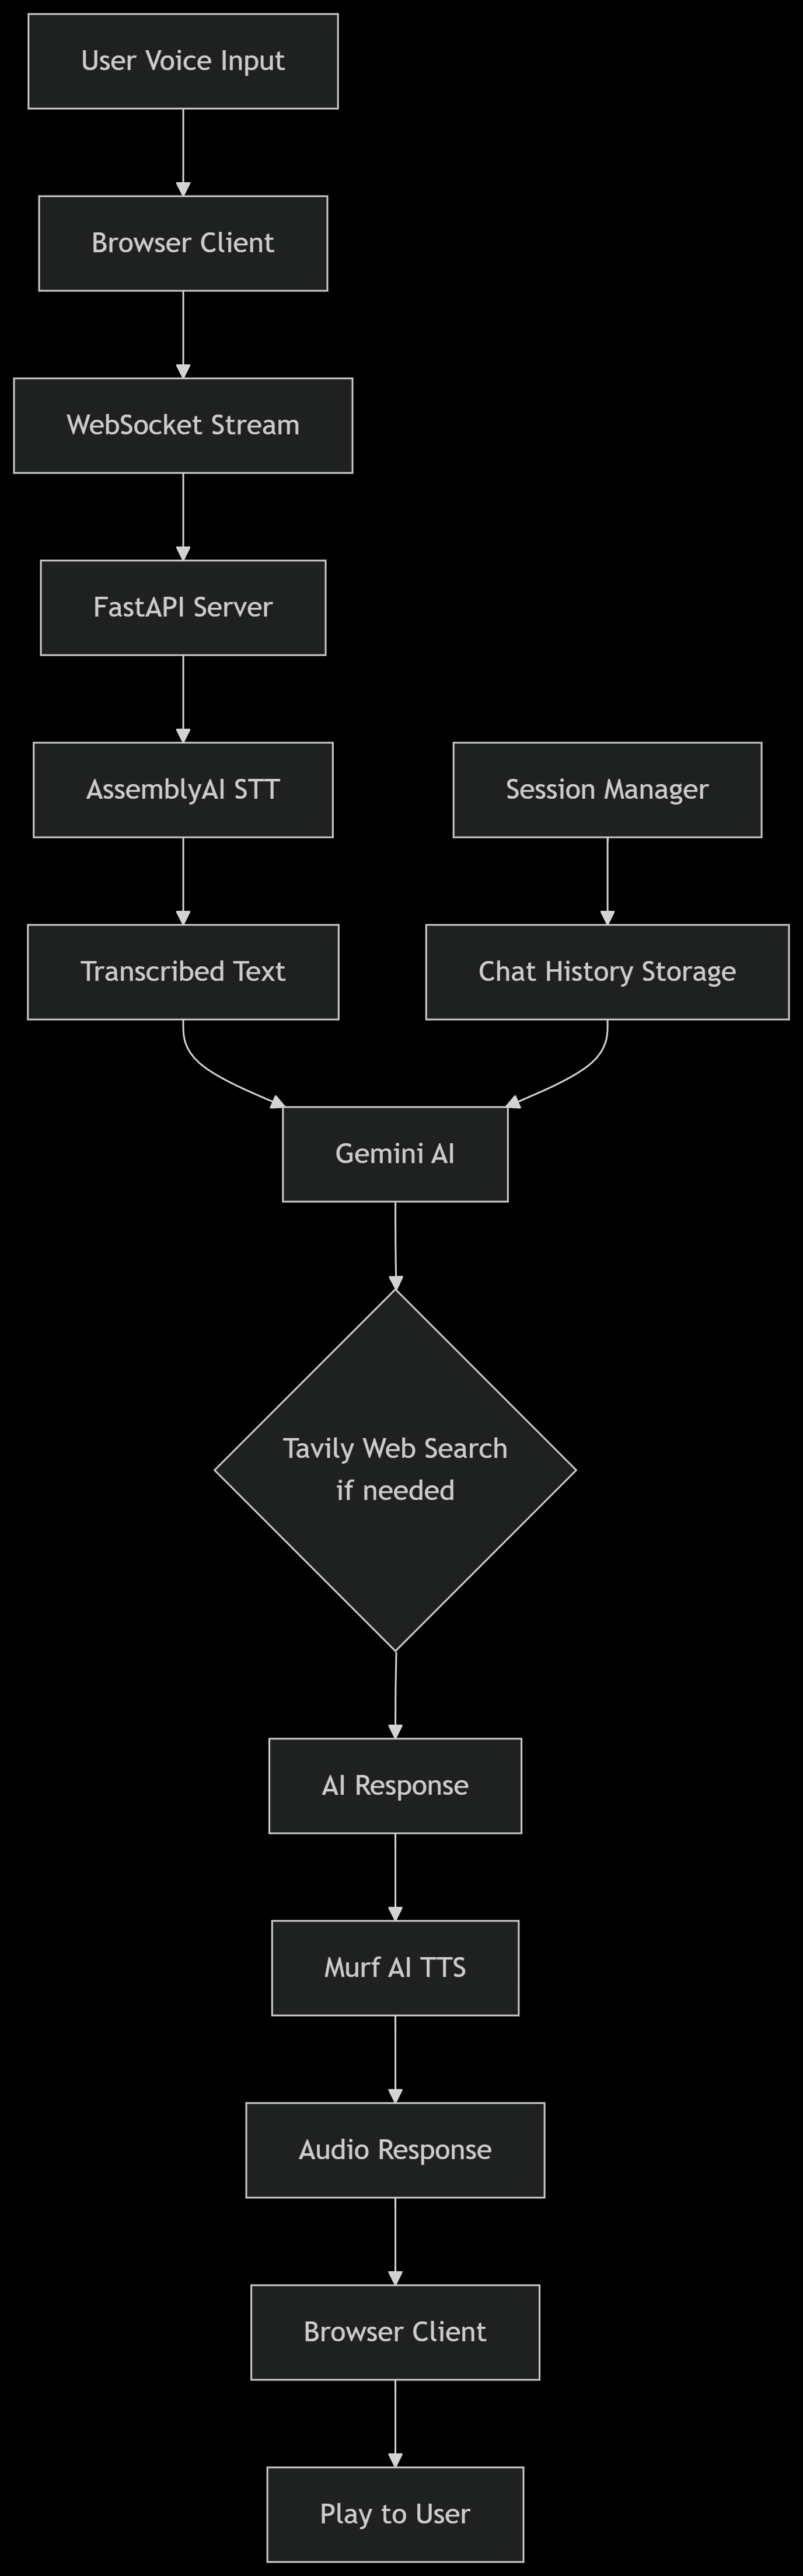 User Voice Input
Browser Client
WebSocket Stream
FastAPI Server
AssemblyAI STT
Session Manager
Transcribed Text
Chat History Storage
Gemini AI
Tavily Web Search
if needed
AI Response
Murf AI TTS
Audio Response
Browser Client
Play to User